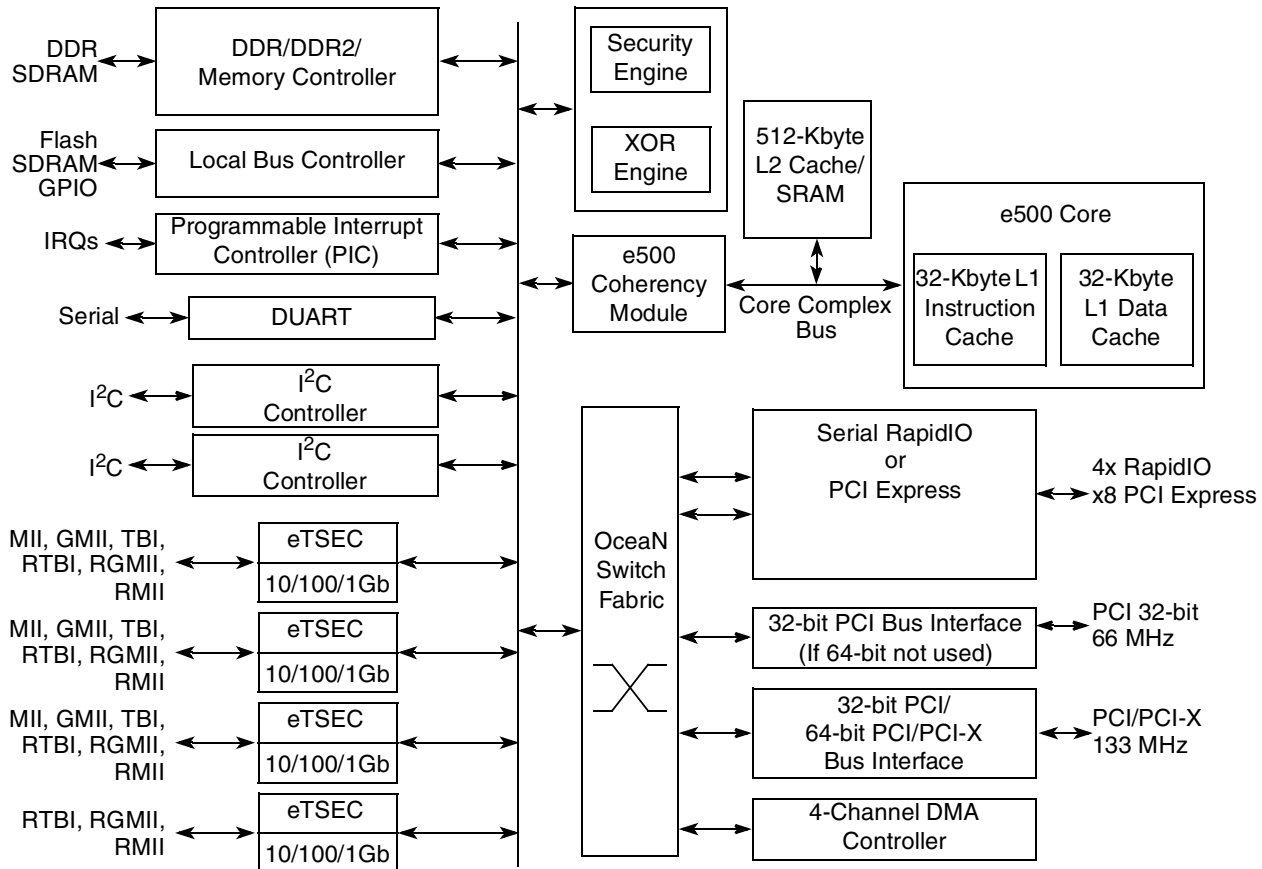 DDR
SDRAM
DDR/DDR2/
Memory Controller
Flash
SDRAM
GPIO
Local Bus Controller
IRQs
Programmable Interrupt
Controller (PIC)
Serial
DUART
I²C
I²C
Controller
I²C
I²C
Controller
MII, GMII, TBI,
RTBI, RGMII,
RMII
eTSEC
10/100/1Gb
MII, GMII, TBI,
RTBI, RGMII,
RMII
eTSEC
10/100/1Gb
MII, GMII, TBI,
RTBI, RGMII,
RMII
eTSEC
10/100/1Gb
RTBI, RGMII,
RMII
eTSEC
10/100/1Gb
Security
Engine
XOR
Engine
e500
Coherency
Module
512-Kbyte
L2 Cache/
SRAM
Core Complex
Bus
e500 Core
32-Kbyte L1
Instruction
Cache
32-Kbyte
L1 Data
Cache
OceaN
Switch
Fabric
Serial RapidIO
or
PCI Express
4x RapidIO
x8 PCI Express
32-bit PCI Bus Interface
(If 64-bit not used)
PCI 32-bit
66 MHz
32-bit PCI/
64-bit PCI/PCI-X
Bus Interface
PCI/PCI-X
133 MHz
4-Channel DMA
Controller